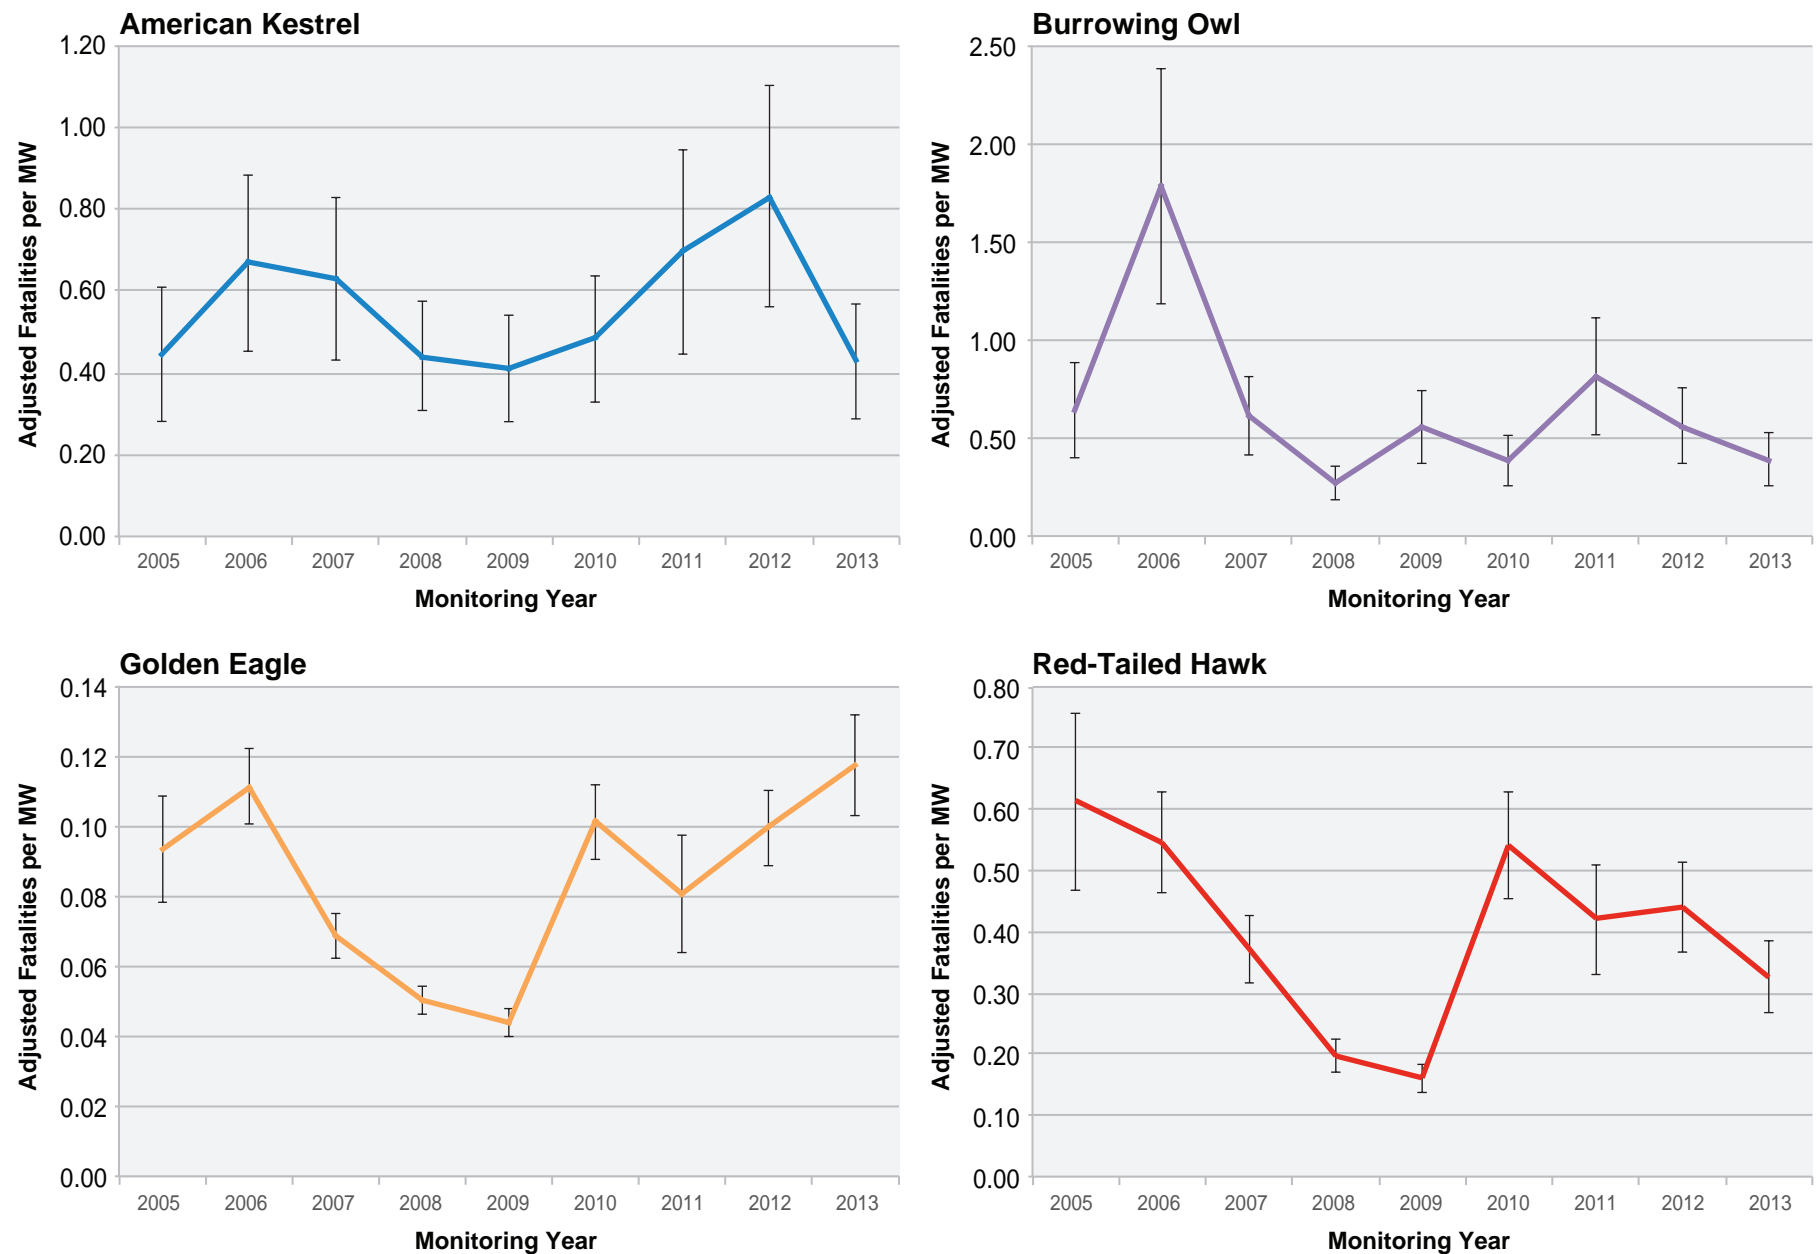 American Kestrel
Adjusted Fatalities per MW
1.20
1.00
0.80
0.60
0.40
0.20
0.00
2005 2006 2007 2008 2009 2010 2011 2012 2013
Monitoring Year
Burrowing Owl
Adjusted Fatalities per MW
2.50
2.00
1.50
1.00
0.50
0.00
2005 2006 2007 2008 2009 2010 2011 2012 2013
Monitoring Year
Golden Eagle
Adjusted Fatalities per MW
0.14
0.12
0.10
0.08
0.06
0.04
0.02
0.00
2005 2006 2007 2008 2009 2010 2011 2012 2013
Monitoring Year
Red-Tailed Hawk
Adjusted Fatalities per MW
0.80
0.70
0.60
0.50
0.40
0.30
0.20
0.10
0.00
2005 2006 2007 2008 2009 2010 2011 2012 2013
Monitoring Year